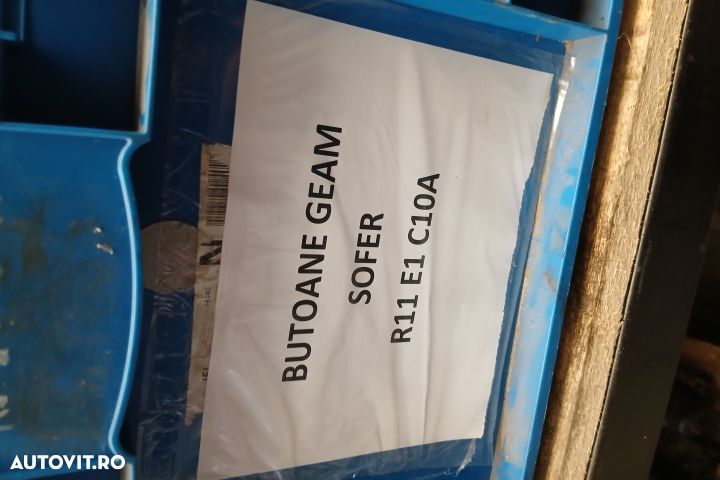 BUTOANE GEAM
SOFER
R11 E1 C10A
AUTOVIT.RO